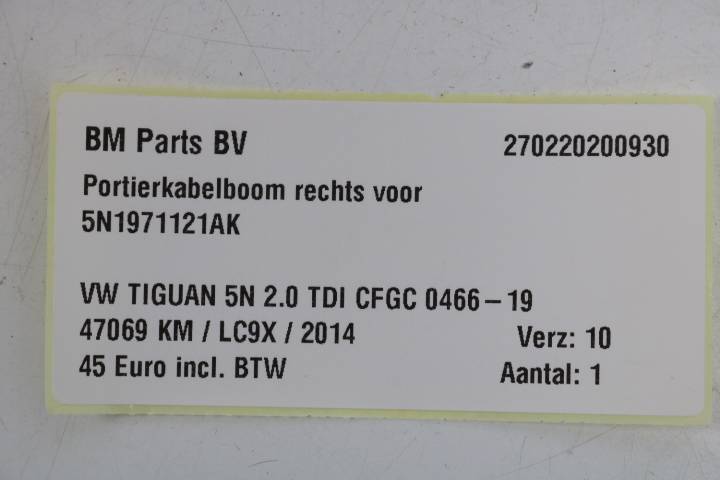 BM Parts BV 270220200930
Portierkabelboom rechts voor
5N1971121AK
VW TIGUAN 5N 2.0 TDI CFGC 0466-19
47069 KM / LC9X / 2014 Verz: 10
45 Euro incl. BTW Aantal: 1